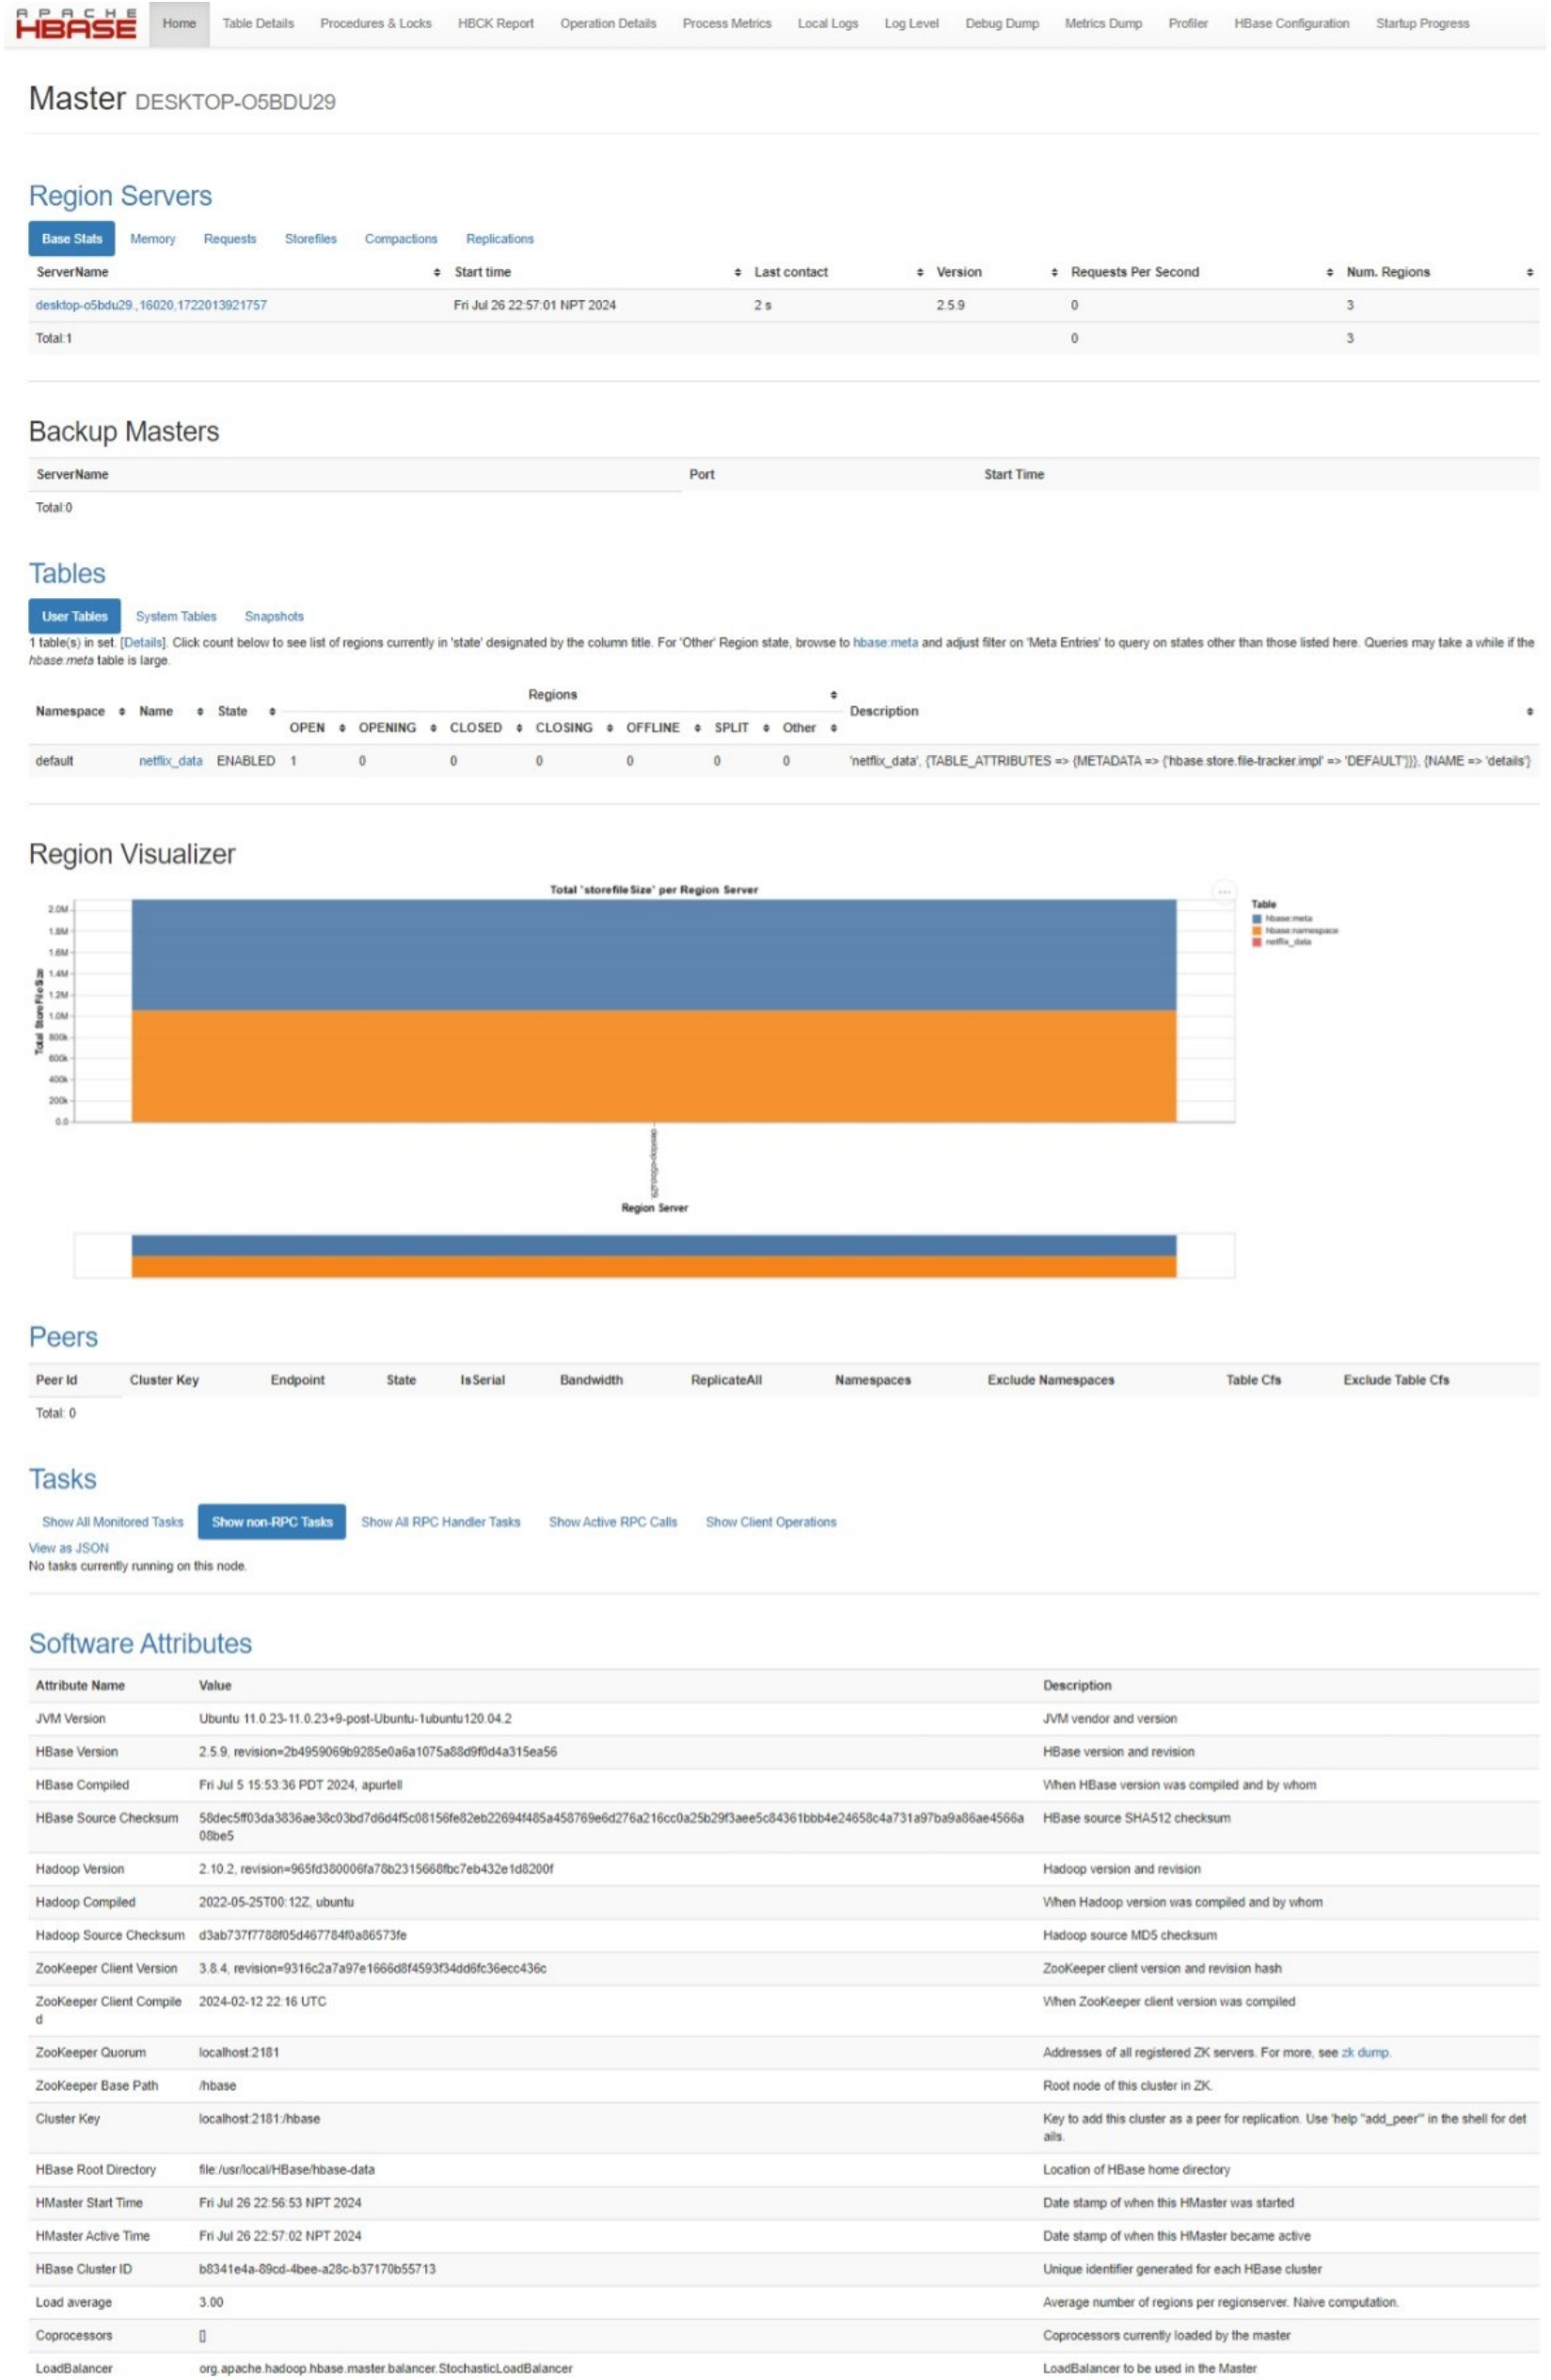 APACHE
HBASE
Home Table Details Procedures & Locks HBCK Report Operation Details Process Metrics Local Logs Log Level Debug Dump Metrics Dump Profiler HBase Configuration Startup Progress
Master DESKTOP-O5BDU29
Region Servers
Base Stats Memory Requests Storefiles Compactions Replications
ServerName Start time Last contact Version Requests Per Second Num. Regions
desktop-o5bdu29.,16020,1722013921757 Fri Jul 26 22:57:01 NPT 2024 2 s 2.5.9 0 3
Total:1 0 3
Backup Masters
ServerName Port Start Time
Total:0
Tables
User Tables System Tables Snapshots
1 table(s) in set. [Details]. Click count below to see list of regions currently in 'state' designated by the column title. For 'Other' Region state, browse to hbase:meta and adjust filter on 'Meta Entries' to query on states other than those listed here. Queries may take a while if the
hbase:meta table is large.
Regions
Namespace Name State Description
OPEN OPENING CLOSED CLOSING OFFLINE SPLIT Other
default netflix_data ENABLED 1 0 0 0 0 0 0 'netflix_data', {TABLE_ATTRIBUTES => {METADATA => {'hbase.store.file-tracker.impl' => 'DEFAULT'}}}, {NAME => 'details'}
Region Visualizer
Total 'storefileSize' per Region Server
Table
hbase:meta
hbase:namespace
netflix_data
Total StoreFileSize
2.0M
1.8M
1.6M
1.4M
1.2M
1.0M
800k
600k
400k
200k
0.0
desktop-o5bdu29.
Region Server
Peers
Peer Id Cluster Key Endpoint State IsSerial Bandwidth ReplicateAll Namespaces Exclude Namespaces Table Cfs Exclude Table Cfs
Total: 0
Tasks
Show All Monitored Tasks Show non-RPC Tasks Show All RPC Handler Tasks Show Active RPC Calls Show Client Operations
View as JSON
No tasks currently running on this node.
Software Attributes
Attribute Name Value Description
JVM Version Ubuntu 11.0.23-11.0.23+9-post-Ubuntu-1ubuntu120.04.2 JVM vendor and version
HBase Version 2.5.9, revision=2b4959069b9285e0a6a1075a88d9f0d4a315ea56 HBase version and revision
HBase Compiled Fri Jul 5 15:53:36 PDT 2024, apurtell When HBase version was compiled and by whom
HBase Source Checksum 58dec5ff03da3836ae38c03bd7d6d4f5c08156fe82eb22694f485a458769e6d276a216cc0a25b29f3aee5c84361bbb4e24658c4a731a97ba9a86ae4566a HBase source SHA512 checksum
08be5
Hadoop Version 2.10.2, revision=965fd380006fa78b2315668fbc7eb432e1d8200f Hadoop version and revision
Hadoop Compiled 2022-05-25T00:12Z, ubuntu When Hadoop version was compiled and by whom
Hadoop Source Checksum d3ab737f7788f05d467784f0a86573fe Hadoop source MD5 checksum
ZooKeeper Client Version 3.8.4, revision=9316c2a7a97e1666d8f4593f34dd6fc36ecc436c ZooKeeper client version and revision hash
ZooKeeper Client Compile 2024-02-12 22:16 UTC When ZooKeeper client version was compiled
d
ZooKeeper Quorum localhost:2181 Addresses of all registered ZK servers. For more, see zk dump.
ZooKeeper Base Path /hbase Root node of this cluster in ZK.
Cluster Key localhost:2181:/hbase Key to add this cluster as a peer for replication. Use 'help "add_peer"' in the shell for det
ails.
HBase Root Directory file:/usr/local/HBase/hbase-data Location of HBase home directory
HMaster Start Time Fri Jul 26 22:56:53 NPT 2024 Date stamp of when this HMaster was started
HMaster Active Time Fri Jul 26 22:57:02 NPT 2024 Date stamp of when this HMaster became active
HBase Cluster ID b8341e4a-89cd-4bee-a28c-b37170b55713 Unique identifier generated for each HBase cluster
Load average 3.00 Average number of regions per regionserver. Naive computation.
Coprocessors [] Coprocessors currently loaded by the master
LoadBalancer org.apache.hadoop.hbase.master.balancer.StochasticLoadBalancer LoadBalancer to be used in the Master